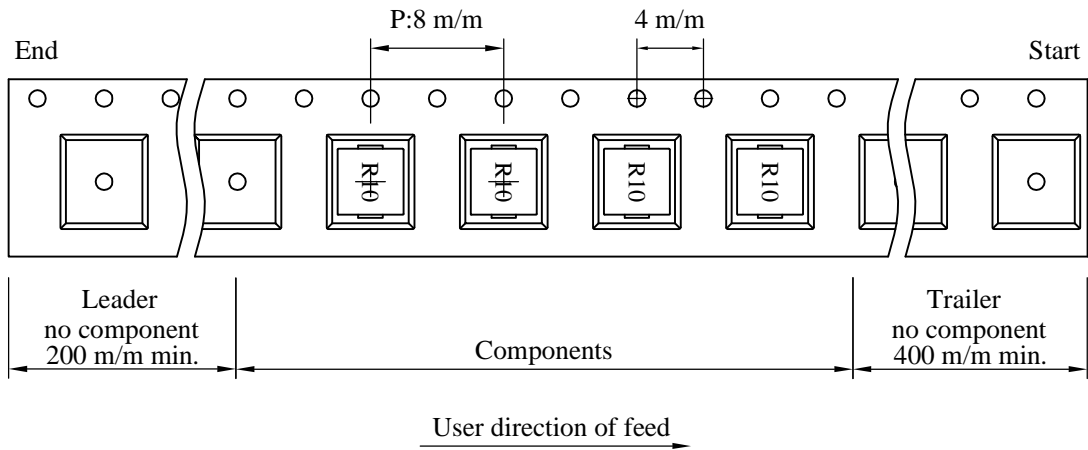 P:8 m/m
4 m/m
End
Start
R10
R10
R10
R10
Leader
no component
200 m/m min.
Components
Trailer
no component
400 m/m min.
User direction of feed